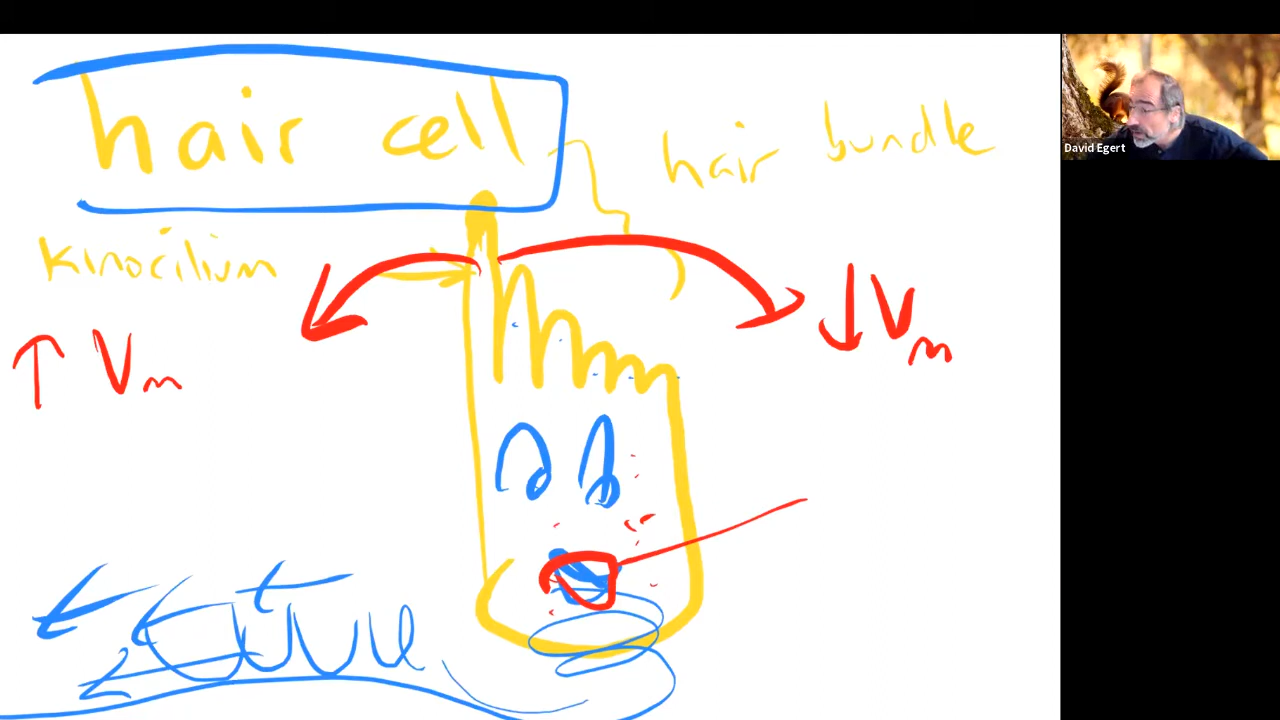 hair cell
hair bundle
David Egert
kinocilium
↑ Vm
↓ Vm